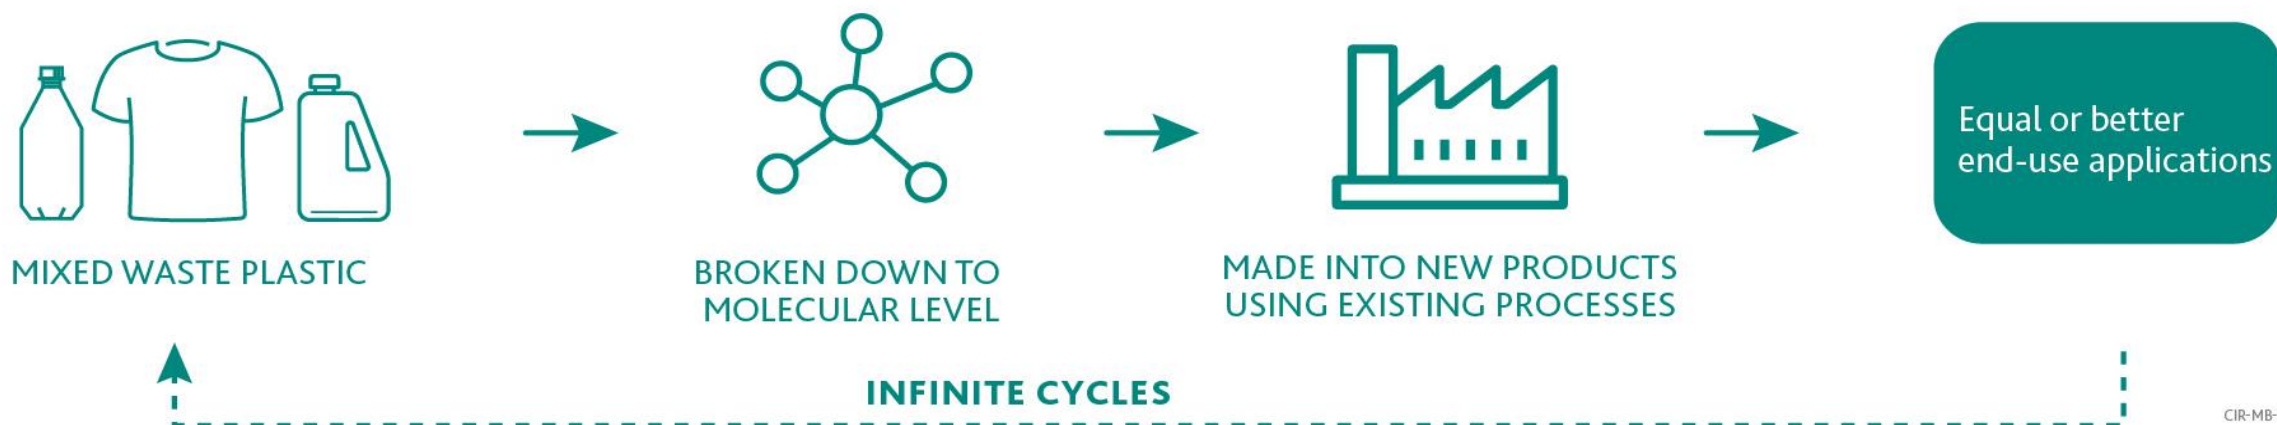 Equal or better
end-use applications
MIXED WASTE PLASTIC
BROKEN DOWN TO
MOLECULAR LEVEL
MADE INTO NEW PRODUCTS
USING EXISTING PROCESSES
INFINITE CYCLES
CIR-MB-